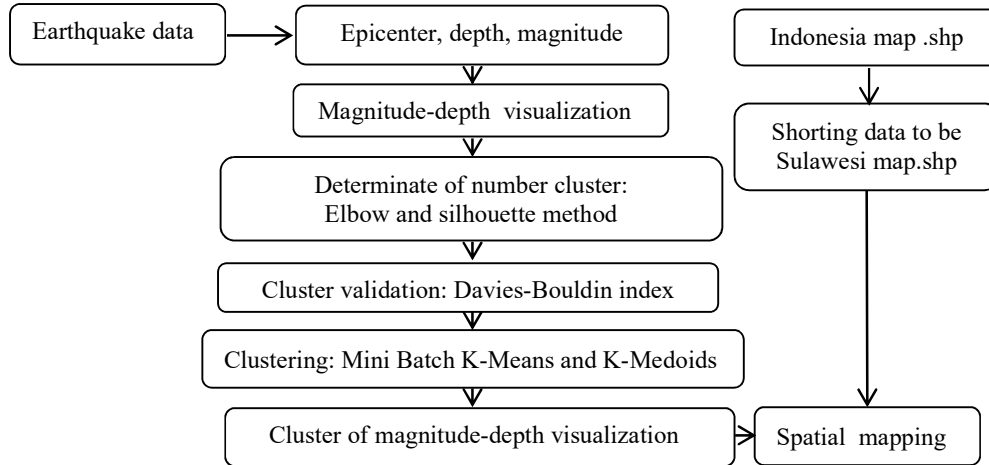 Earthquake data
Epicenter, depth, magnitude
Magnitude-depth visualization
Determinate of number cluster:
Elbow and silhouette method
Cluster validation: Davies-Bouldin index
Clustering: Mini Batch K-Means and K-Medoids
Cluster of magnitude-depth visualization
Indonesia map .shp
Shorting data to be
Sulawesi map.shp
Spatial mapping